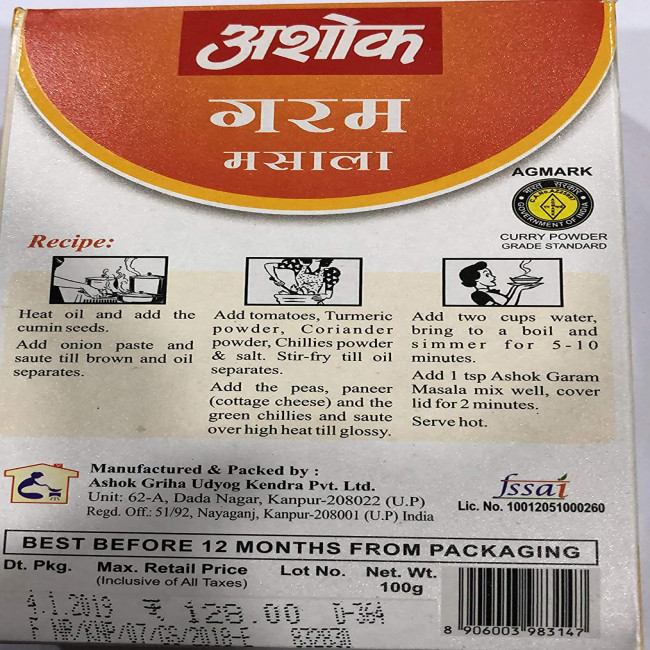 अशोक
गरम
मसाला
AGMARK
भारत सरकार
GOVERNMENT OF INDIA
CURRY POWDER
GRADE STANDARD
Recipe:
Heat oil and add the
cumin seeds.
Add onion paste and
saute till brown and oil
separates.
Add tomatoes, Turmeric
powder, Coriander
powder, Chillies powder
& salt. Stir-fry till oil
separates.
Add the peas, paneer
(cottage cheese) and the
green chillies and saute
over high heat till glossy.
Add two cups water,
bring to a boil and
simmer for 5-10
minutes.
Add 1 tsp Ashok Garam
Masala mix well, cover
lid for 2 minutes.
Serve hot.
Manufactured & Packed by :
Ashok Griha Udyog Kendra Pvt. Ltd.
Unit: 62-A, Dada Nagar, Kanpur-208022 (U.P)
Regd. Off.: 51/92, Nayaganj, Kanpur-208001 (U.P) India
fssai
Lic. No. 10012051000260
BEST BEFORE 12 MONTHS FROM PACKAGING
Dt. Pkg. Max. Retail Price Lot No. Net. Wt.
(Inclusive of All Taxes) 100g
4.1.2019 ₹ 128.00 D-364
8 906003 983147